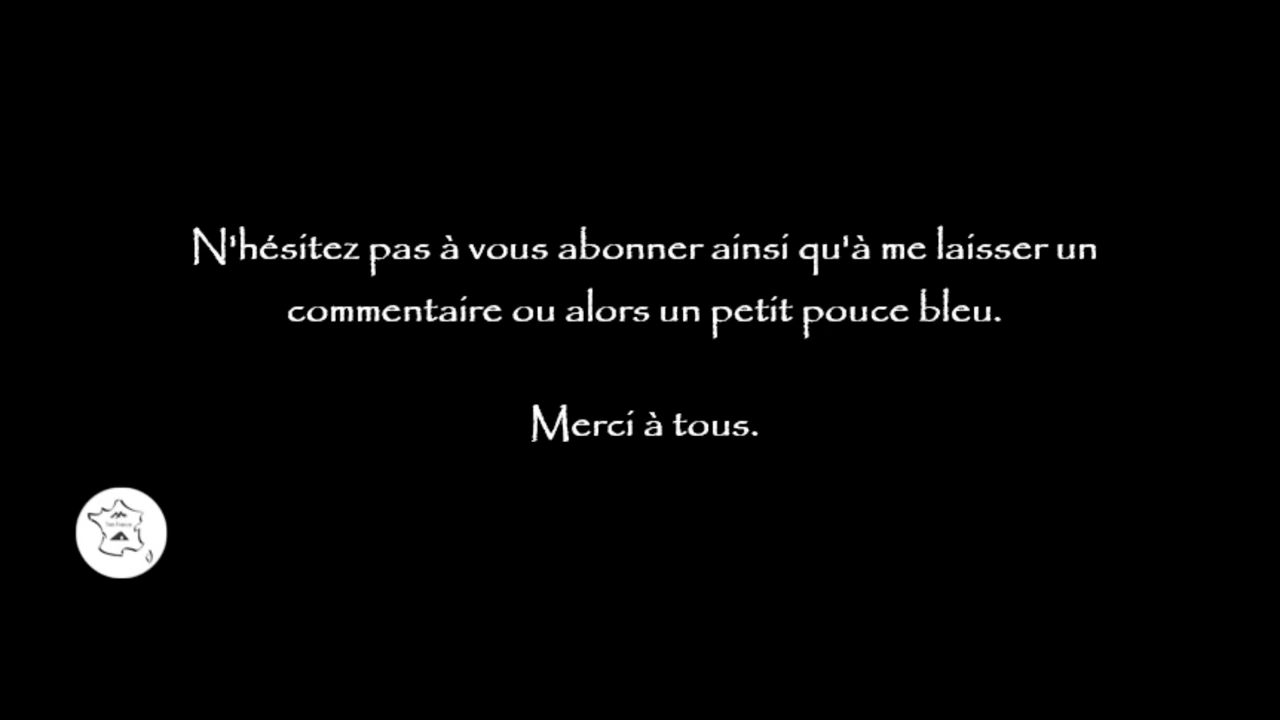 N'hésitez pas à vous abonner ainsi qu'à me laisser un
commentaire ou alors un petit pouce bleu.
Merci à tous.